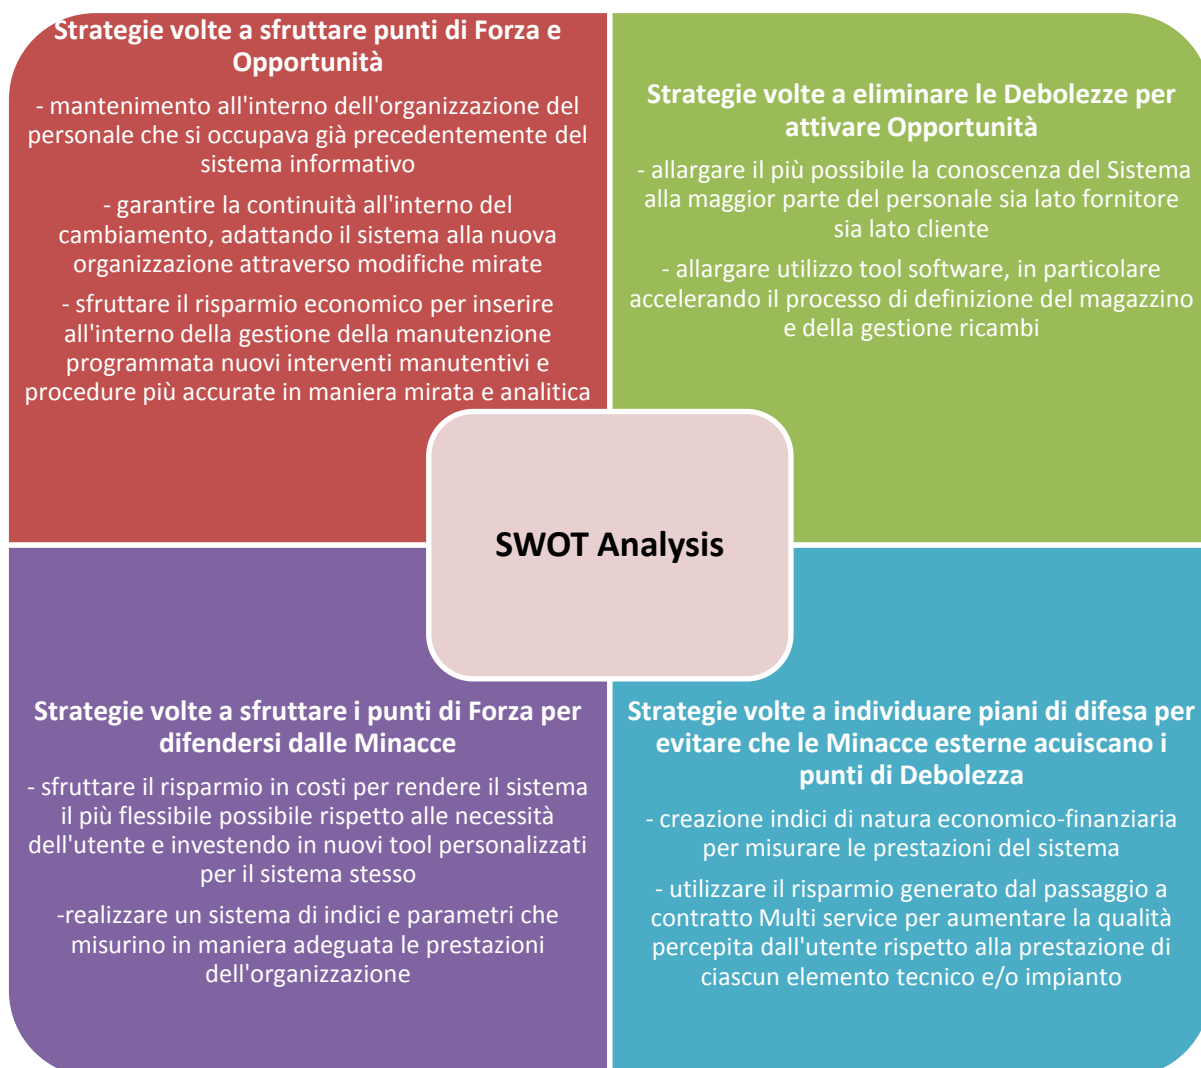 Strategie volte a sfruttare punti di Forza e
Opportunità
- mantenimento all'interno dell'organizzazione del
personale che si occupava già precedentemente del
sistema informativo
- garantire la continuità all'interno del
cambiamento, adattando il sistema alla nuova
organizzazione attraverso modifiche mirate
- sfruttare il risparmio economico per inserire
all'interno della gestione della manutenzione
programmata nuovi interventi manutentivi e
procedure più accurate in maniera mirata e analitica
Strategie volte a eliminare le Debolezze per
attivare Opportunità
- allargare il più possibile la conoscenza del Sistema
alla maggior parte del personale sia lato fornitore
sia lato cliente
- allargare utilizzo tool software, in particolare
accelerando il processo di definizione del magazzino
e della gestione ricambi
SWOT Analysis
Strategie volte a sfruttare i punti di Forza per
difendersi dalle Minacce
- sfruttare il risparmio in costi per rendere il sistema
il più flessibile possibile rispetto alle necessità
dell'utente e investendo in nuovi tool personalizzati
per il sistema stesso
-realizzare un sistema di indici e parametri che
misurino in maniera adeguata le prestazioni
dell'organizzazione
Strategie volte a individuare piani di difesa per
evitare che le Minacce esterne acuiscano i
punti di Debolezza
- creazione indici di natura economico-finanziaria
per misurare le prestazioni del sistema
- utilizzare il risparmio generato dal passaggio a
contratto Multi service per aumentare la qualità
percepita dall'utente rispetto alla prestazione di
ciascun elemento tecnico e/o impianto